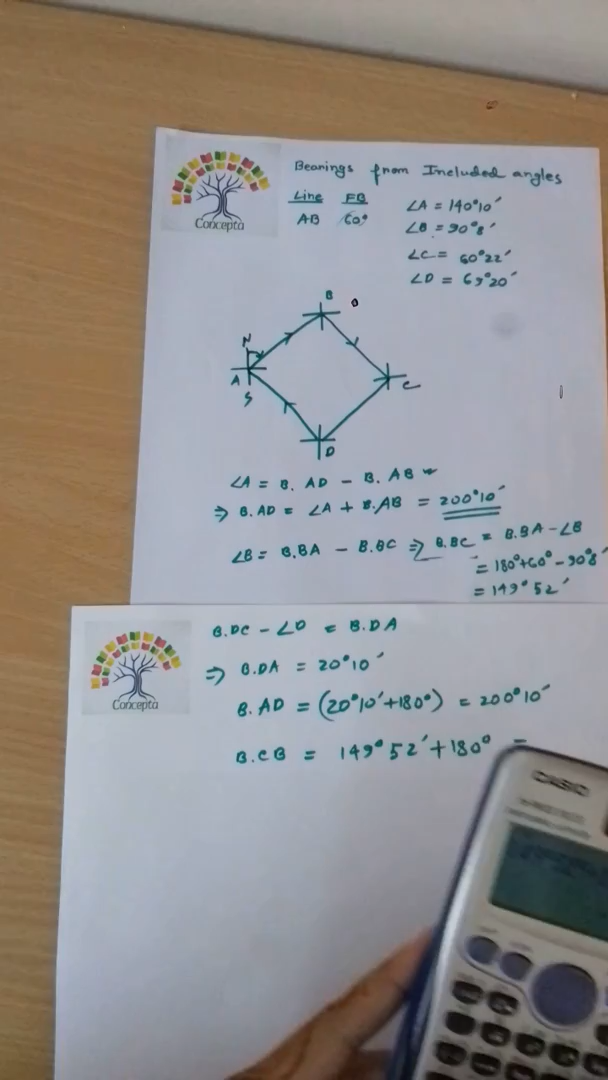 Bearings from Included angles
Line FB
AB 60°
∠A = 140°10′
∠B = 90°8′
∠C = 60°22′
∠D = 69°20′
Concepta
B
N
A
C
S
D
∠A = B. AD - B. AB
⇒ B. AD = ∠A + B. AB = 200°10′
∠B = B.BA - B.BC ⇒ B.BC = B.BA - ∠B
= 180°+60° - 90°8′
= 149°52′
Concepta
B.DC - ∠D = B.DA
⇒ B.DA = 20°10′
B.AD = (20°10′+180°) = 200°10′
B.CB = 149°52′+180° =
CASIO